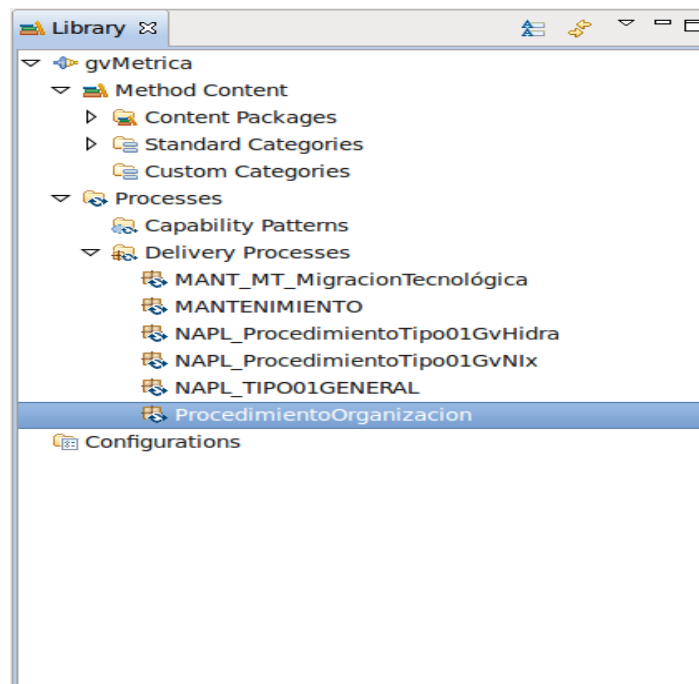 Library
gvMetrica
Method Content
Content Packages
Standard Categories
Custom Categories
Processes
Capability Patterns
Delivery Processes
MANT_MT_MigracionTecnológica
MANTENIMIENTO
NAPL_ProcedimientoTipo01GvHidra
NAPL_ProcedimientoTipo01GvNIx
NAPL_TIPO01GENERAL
ProcedimientoOrganizacion
Configurations